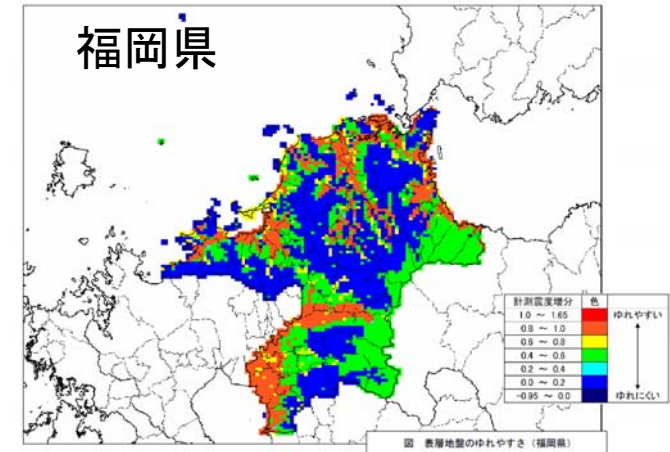 福岡県
計測震度増分 色
1.0 ～ 1.65 ゆれやすい
0.8 ～ 1.0
0.6 ～ 0.8
0.4 ～ 0.6
0.2 ～ 0.4
0.0 ～ 0.2
-0.95 ～ 0.0 ゆれにくい
図 表層地盤のゆれやすさ（福岡県）